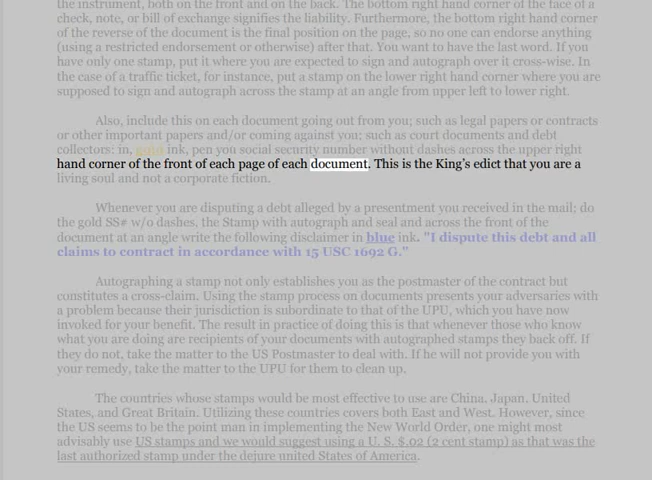 the instrument, both on the front and on the back. The bottom right hand corner of the face of a
check, note, or bill of exchange signifies the liability. Furthermore, the bottom right hand corner
of the reverse of the document is the final position on the page, so no one can endorse anything
(using a restricted endorsement or otherwise) after that. You want to have the last word. If you
have only one stamp, put it where you are expected to sign and autograph over it cross-wise. In
the case of a traffic ticket, for instance, put a stamp on the lower right hand corner where you are
supposed to sign and autograph across the stamp at an angle from upper left to lower right.
Also, include this on each document going out from you; such as legal papers or contracts
or other important papers and/or coming against you; such as court documents and debt
collectors: in, gold ink, pen you social security number without dashes across the upper right
hand corner of the front of each page of each document. This is the King's edict that you are a
living soul and not a corporate fiction.
Whenever you are disputing a debt alleged by a presentment you received in the mail; do
the gold SS# w/o dashes, the Stamp with autograph and seal and across the front of the
document at an angle write the following disclaimer in blue ink. "I dispute this debt and all
claims to contract in accordance with 15 USC 1692 G."
Autographing a stamp not only establishes you as the postmaster of the contract but
constitutes a cross-claim. Using the stamp process on documents presents your adversaries with
a problem because their jurisdiction is subordinate to that of the UPU, which you have now
invoked for your benefit. The result in practice of doing this is that whenever those who know
what you are doing are recipients of your documents with autographed stamps they back off. If
they do not, take the matter to the US Postmaster to deal with. If he will not provide you with
your remedy, take the matter to the UPU for them to clean up.
The countries whose stamps would be most effective to use are China, Japan, United
States, and Great Britain. Utilizing these countries covers both East and West. However, since
the US seems to be the point man in implementing the New World Order, one might most
advisably use US stamps and we would suggest using a U. S. $.02 (2 cent stamp) as that was the
last authorized stamp under the dejure united States of America.